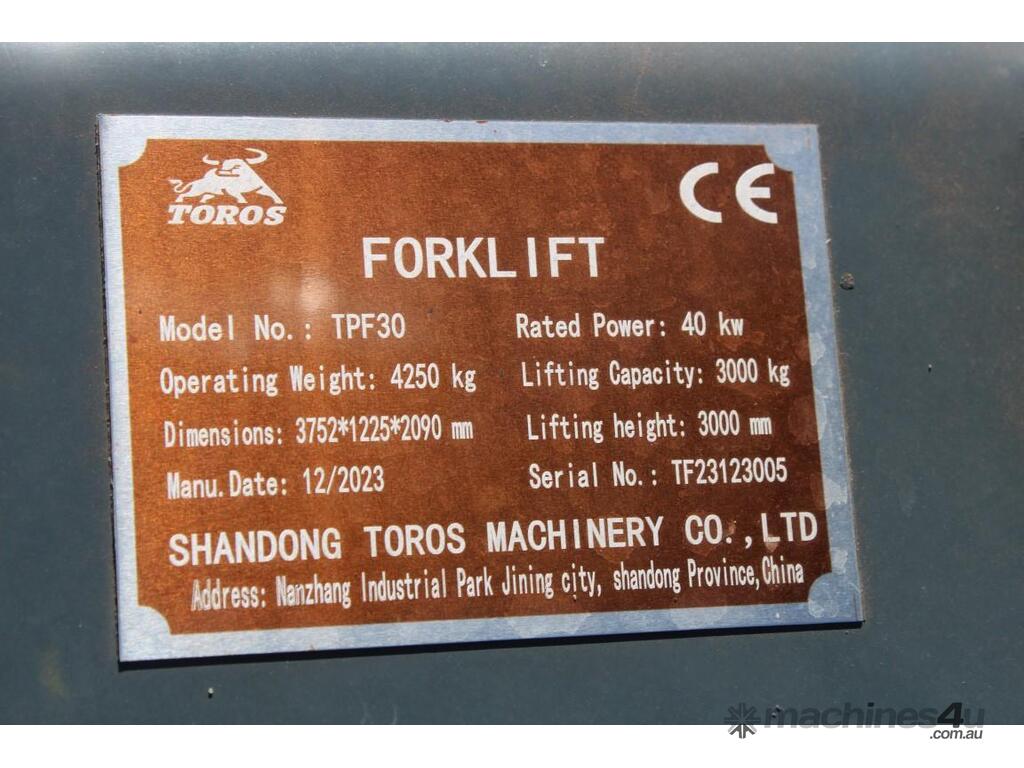 TOROS
CE
FORKLIFT
Model No.: TPF30
Rated Power: 40 kw
Operating Weight: 4250 kg
Lifting Capacity: 3000 kg
Dimensions: 3752*1225*2090 mm
Lifting height: 3000 mm
Manu.Date: 12/2023
Serial No.: TF23123005
SHANDONG TOROS MACHINERY CO.,LTD
Address: Nanzhang Industrial Park Jining city, shandong Province,China
machines4u
.com.au